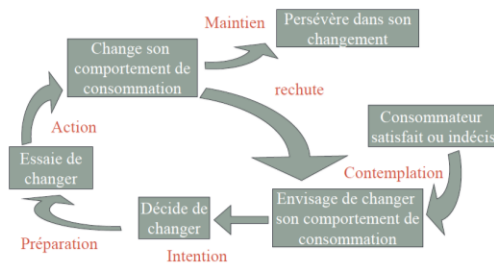 Maintien
Persévère dans son
changement
Change son
comportement de
consommation
rechute
Consommateur
satisfait ou indécis
Action
Essaie de
changer
Contemplation
Envisage de changer
son comportement de
consommation
Décide de
changer
Préparation
Intention